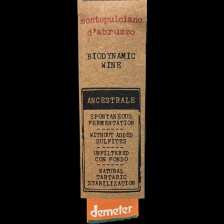 montepulciano
d'abruzzo
BIODYNAMIC
WINE
ANCESTRALE
SPONTANEOUS
FERMENTATION
WITHOUT ADDED
SULFITES
UNFILTERED
CON FONDO
NATURAL
TARTARIC
STABILIZATION
demeter